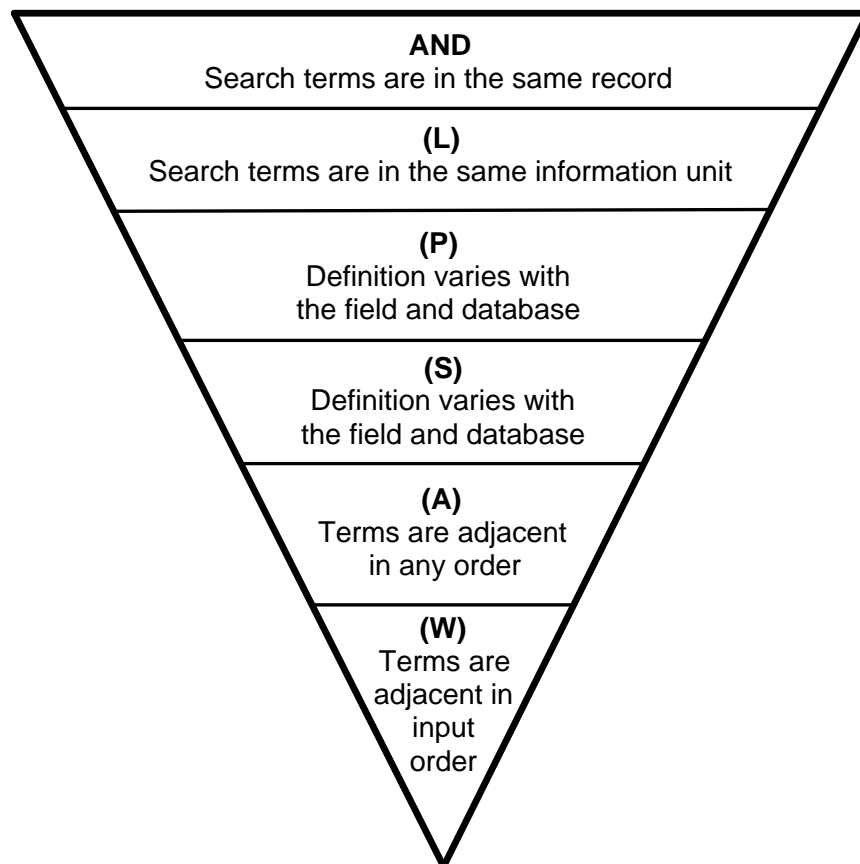 AND
Search terms are in the same record
(L)
Search terms are in the same information unit
(P)
Definition varies with
the field and database
(S)
Definition varies with
the field and database
(A)
Terms are adjacent
in any order
(W)
Terms are
adjacent in
input
order